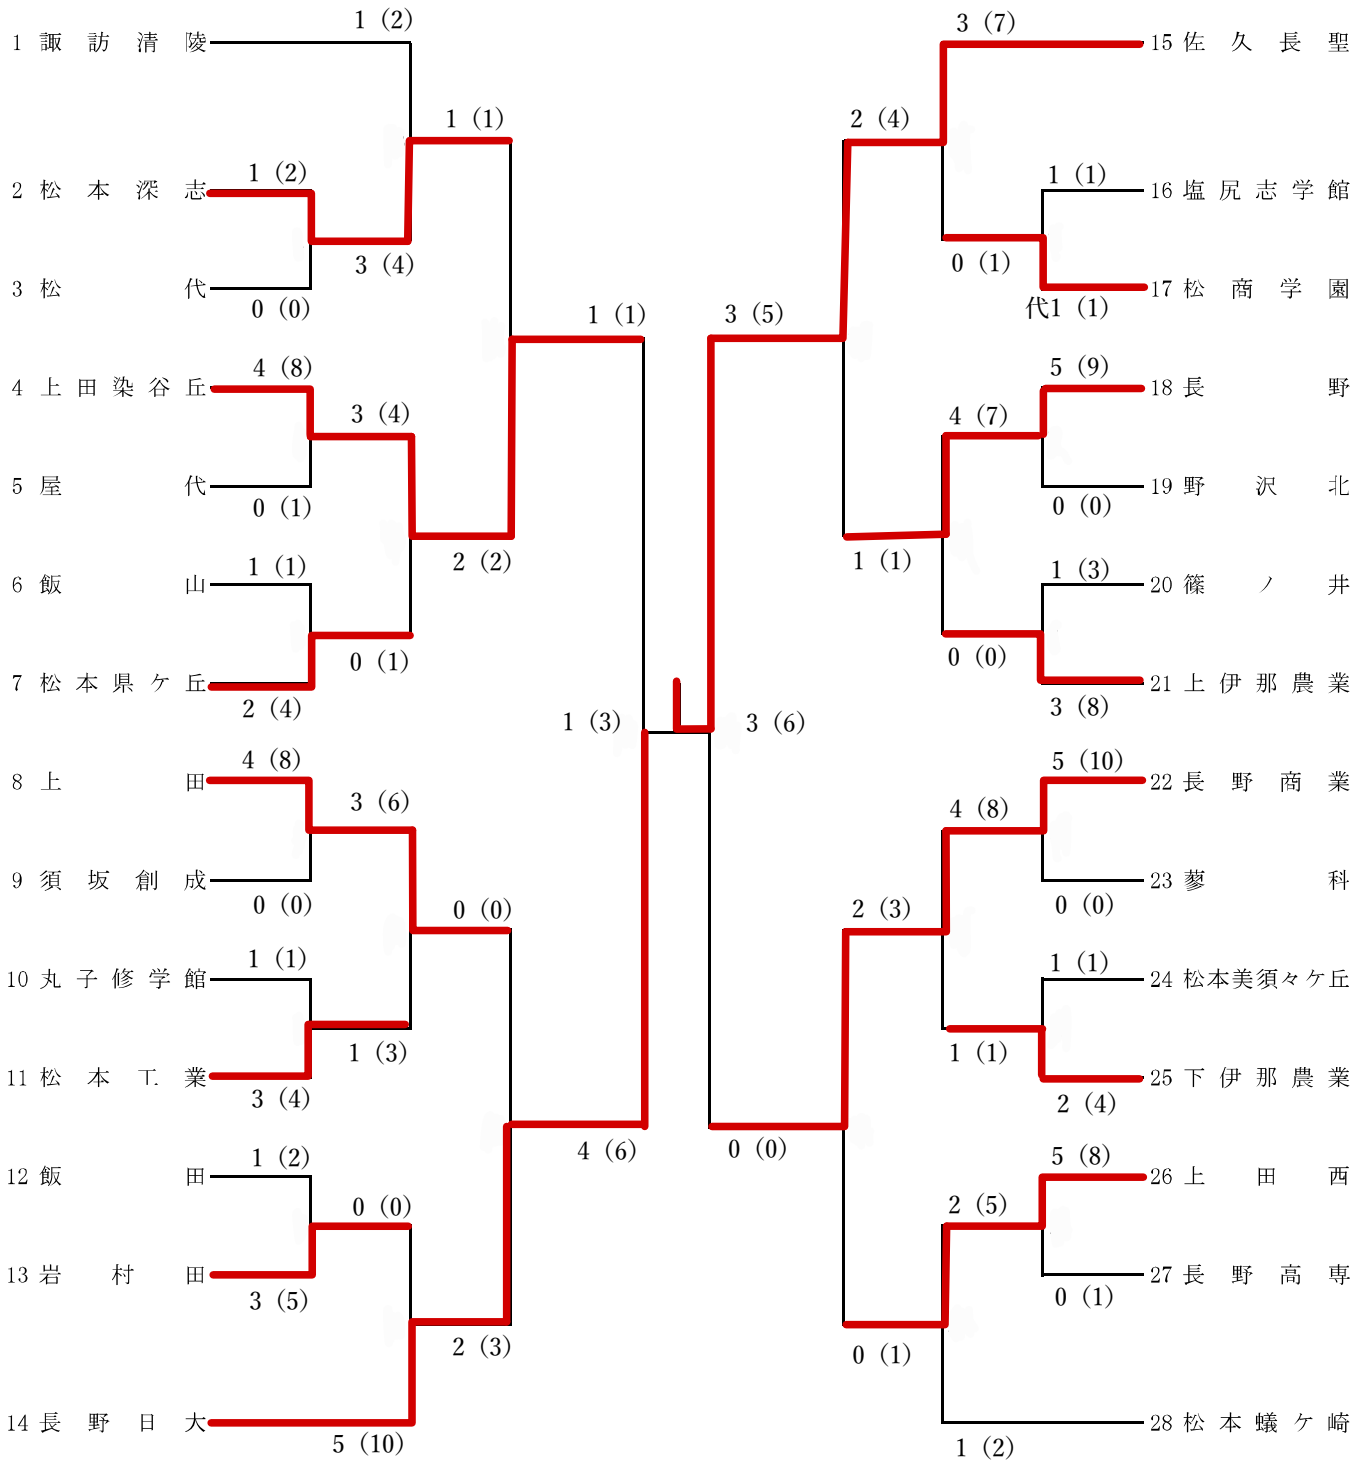 1 諏訪清陵
1 (2)
1 (1)
2 松本深志
1 (2)
3 (4)
3 松代
0 (0)
1 (1)
4 上田染谷丘
4 (8)
3 (4)
5 屋代
0 (1)
2 (2)
6 飯山
1 (1)
0 (1)
7 松本県ケ丘
2 (4)
1 (3)
8 上田
4 (8)
3 (6)
9 須坂創成
0 (0)
0 (0)
10 丸子修学館
1 (1)
1 (3)
11 松本工業
3 (4)
4 (6)
12 飯田
1 (2)
0 (0)
13 岩村田
3 (5)
2 (3)
14 長野日大
5 (10)
3 (7)
15 佐久長聖
2 (4)
1 (1)
16 塩尻志学館
0 (1)
17 松商学園
代1 (1)
3 (5)
5 (9)
18 長野
4 (7)
19 野沢北
0 (0)
1 (1)
1 (3)
20 篠ノ井
0 (0)
21 上伊那農業
3 (8)
3 (6)
5 (10)
22 長野商業
4 (8)
23 蓼科
0 (0)
2 (3)
1 (1)
24 松本美須々ケ丘
1 (1)
25 下伊那農業
2 (4)
0 (0)
5 (8)
26 上田西
2 (5)
27 長野高専
0 (1)
0 (1)
28 松本蟻ケ崎
1 (2)